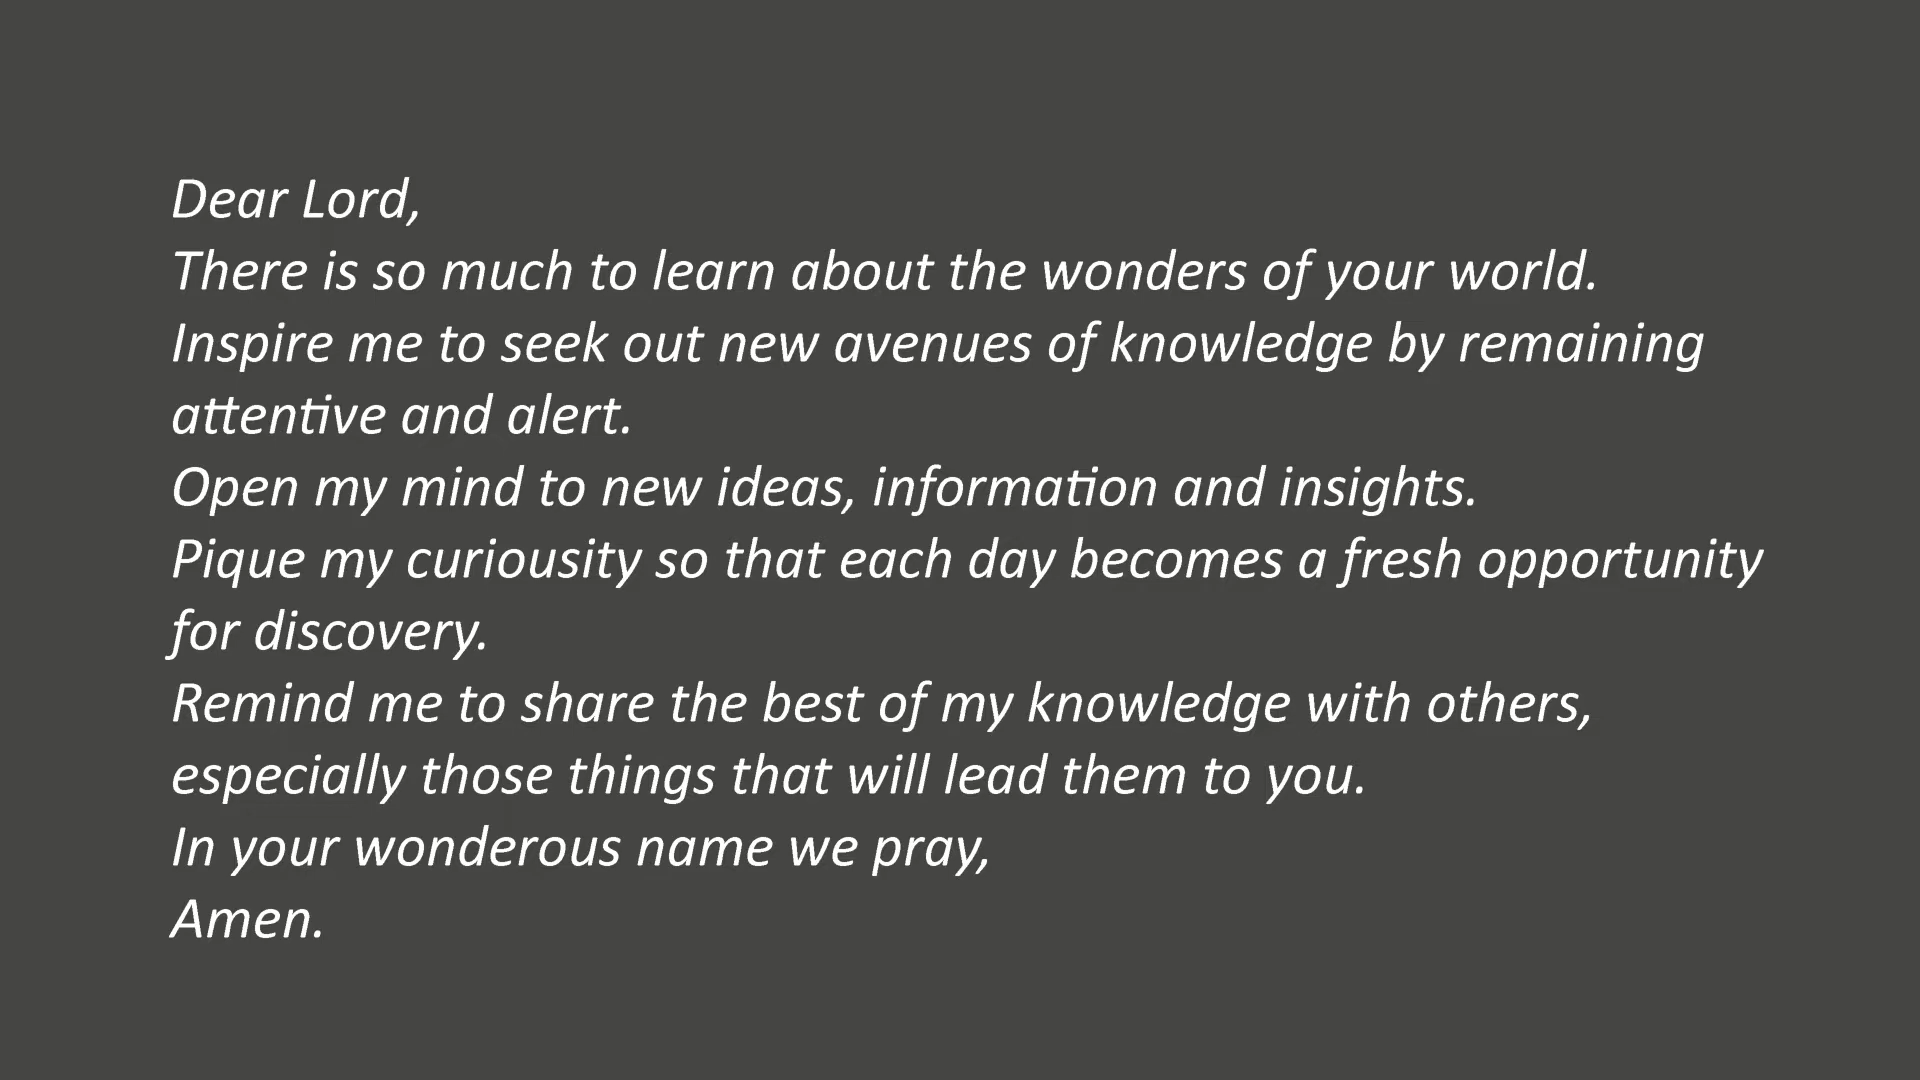 Dear Lord,
There is so much to learn about the wonders of your world.
Inspire me to seek out new avenues of knowledge by remaining
attentive and alert.
Open my mind to new ideas, information and insights.
Pique my curiousity so that each day becomes a fresh opportunity
for discovery.
Remind me to share the best of my knowledge with others,
especially those things that will lead them to you.
In your wonderous name we pray,
Amen.